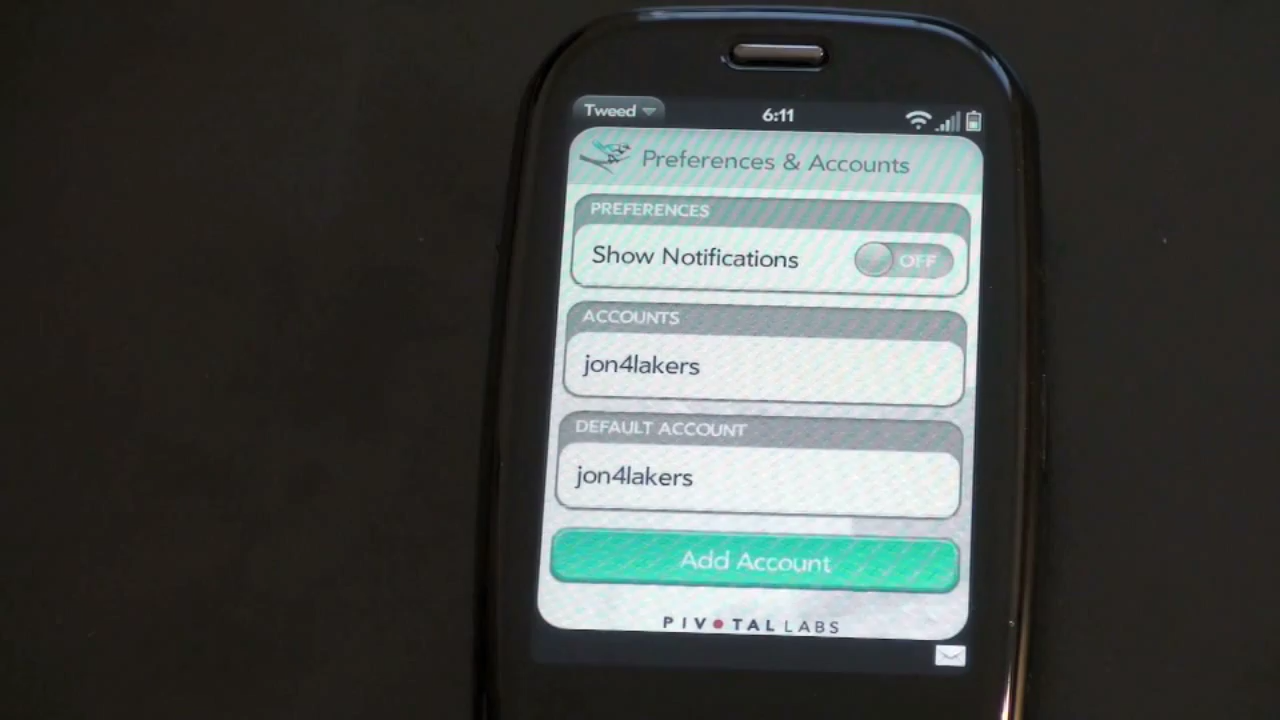 Tweed
6:11
Preferences & Accounts
PREFERENCES
Show Notifications OFF
ACCOUNTS
jon4lakers
DEFAULT ACCOUNT
jon4lakers
Add Account
PIVOTAL LABS